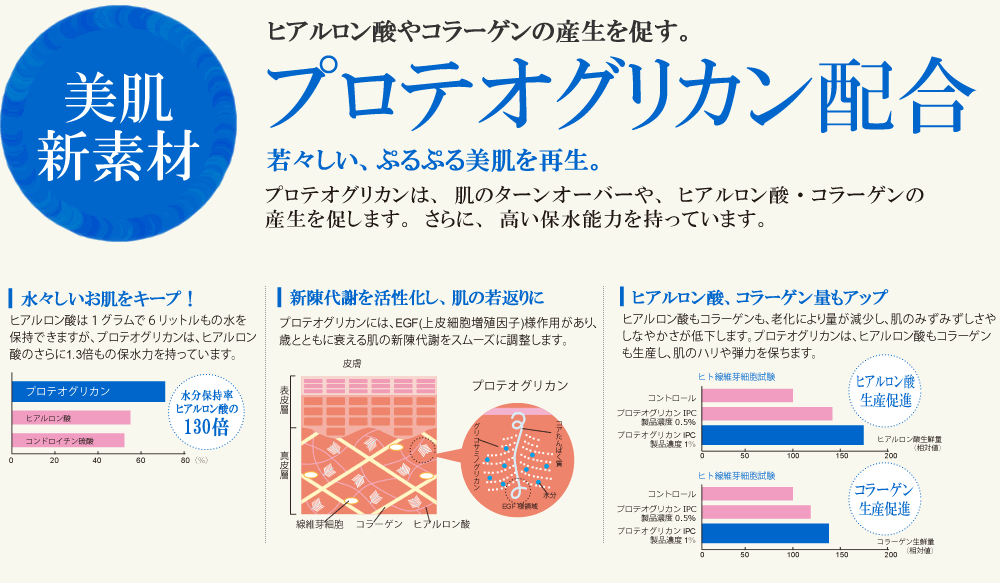 美肌
新素材
ヒアルロン酸やコラーゲンの産生を促す。
プロテオグリカン配合
若々しい、ぷるぷる美肌を再生。
プロテオグリカンは、肌のターンオーバーや、ヒアルロン酸・コラーゲンの
産生を促します。さらに、高い保水能力を持っています。
水々しいお肌をキープ！
ヒアルロン酸は1グラムで6リットルもの水を
保持できますが、プロテオグリカンは、ヒアルロン
酸のさらに1.3倍もの保水力を持っています。
プロテオグリカン
ヒアルロン酸
コンドロイチン硫酸
0 20 40 60 80 (%)
水分保持率
ヒアルロン酸の
130倍
新陳代謝を活性化し、肌の若返りに
プロテオグリカンには、EGF(上皮細胞増殖因子)様作用があり、
歳とともに衰える肌の新陳代謝をスムーズに調整します。
皮膚
表皮層
真皮層
線維芽細胞 コラーゲン ヒアルロン酸
プロテオグリカン
グリコサミノグリカン
コアたんぱく質
水分
EGF様領域
ヒアルロン酸、コラーゲン量もアップ
ヒアルロン酸もコラーゲンも、老化により量が減少し、肌のみずみずしさや
しなやかさが低下します。プロテオグリカンは、ヒアルロン酸もコラーゲン
も生産し、肌のハリや弾力を保ちます。
ヒト線維芽細胞試験
コントロール
プロテオグリカン IPC
製品濃度 0.5%
プロテオグリカン IPC
製品濃度 1%
0 50 100 150 200
ヒアルロン酸生鮮量
(相対値)
ヒアルロン酸
生産促進
ヒト線維芽細胞試験
コントロール
プロテオグリカン IPC
製品濃度 0.5%
プロテオグリカン IPC
製品濃度 1%
0 50 100 150 200
コラーゲン生鮮量
(相対値)
コラーゲン
生産促進